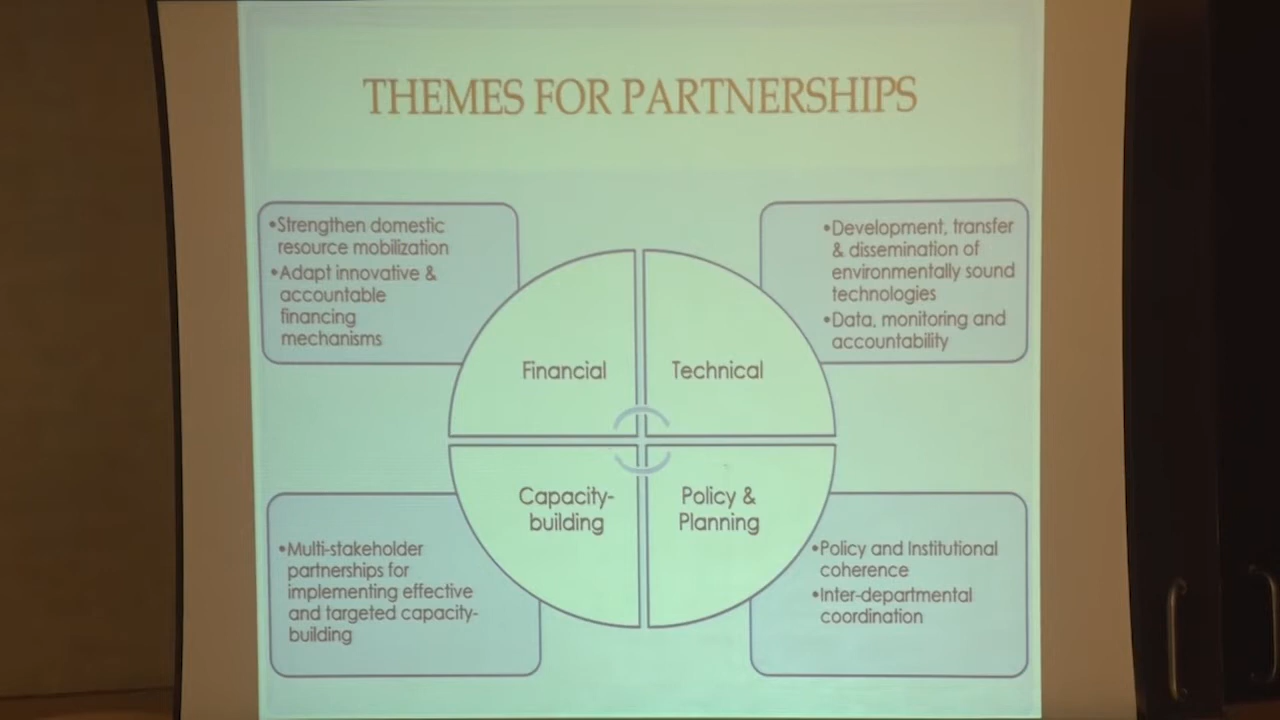 THEMES FOR PARTNERSHIPS
•Strengthen domestic
resource mobilization
•Adapt innovative &
accountable
financing
mechanisms
•Development, transfer
& dissemination of
environmentally sound
technologies
•Data, monitoring and
accountability
Financial
Technical
Capacity-
building
Policy &
Planning
•Multi-stakeholder
partnerships for
implementing effective
and targeted capacity-
building
•Policy and Institutional
coherence
•Inter-departmental
coordination